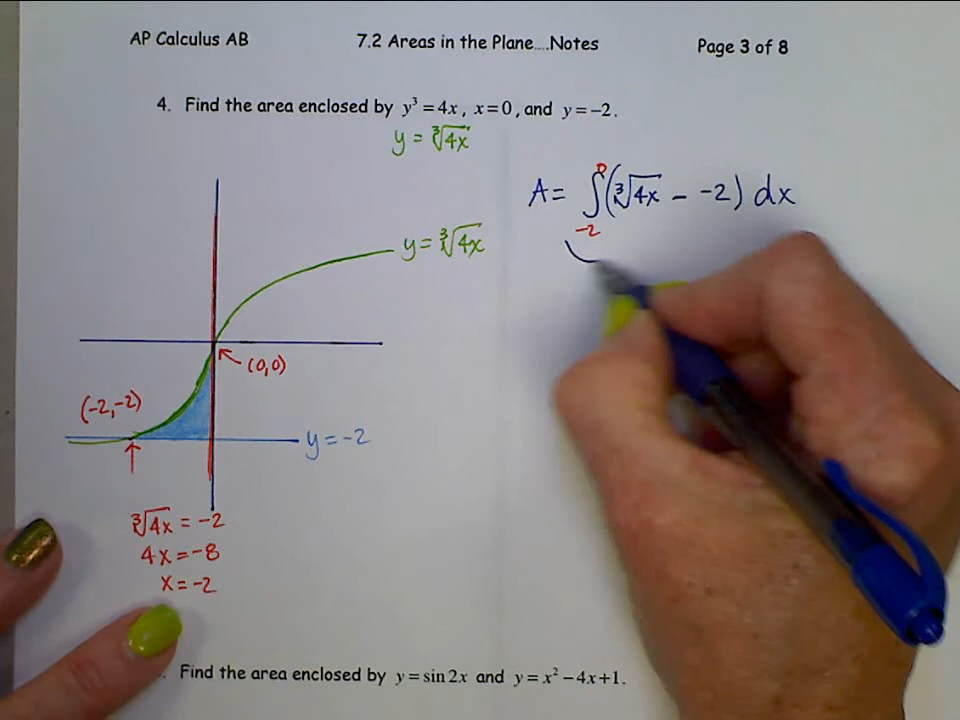 AP Calculus AB 7.2 Areas in the Plane....Notes Page 3 of 8
4. Find the area enclosed by y³ = 4x, x = 0, and y = −2.
y = ∛4x
A = ∫₋₂⁰ (∛4x − −2) dx
y = ∛4x
(0,0)
(-2,-2)
y = -2
∛4x = -2
4x = -8
x = -2
Find the area enclosed by y = sin 2x and y = x² − 4x + 1.